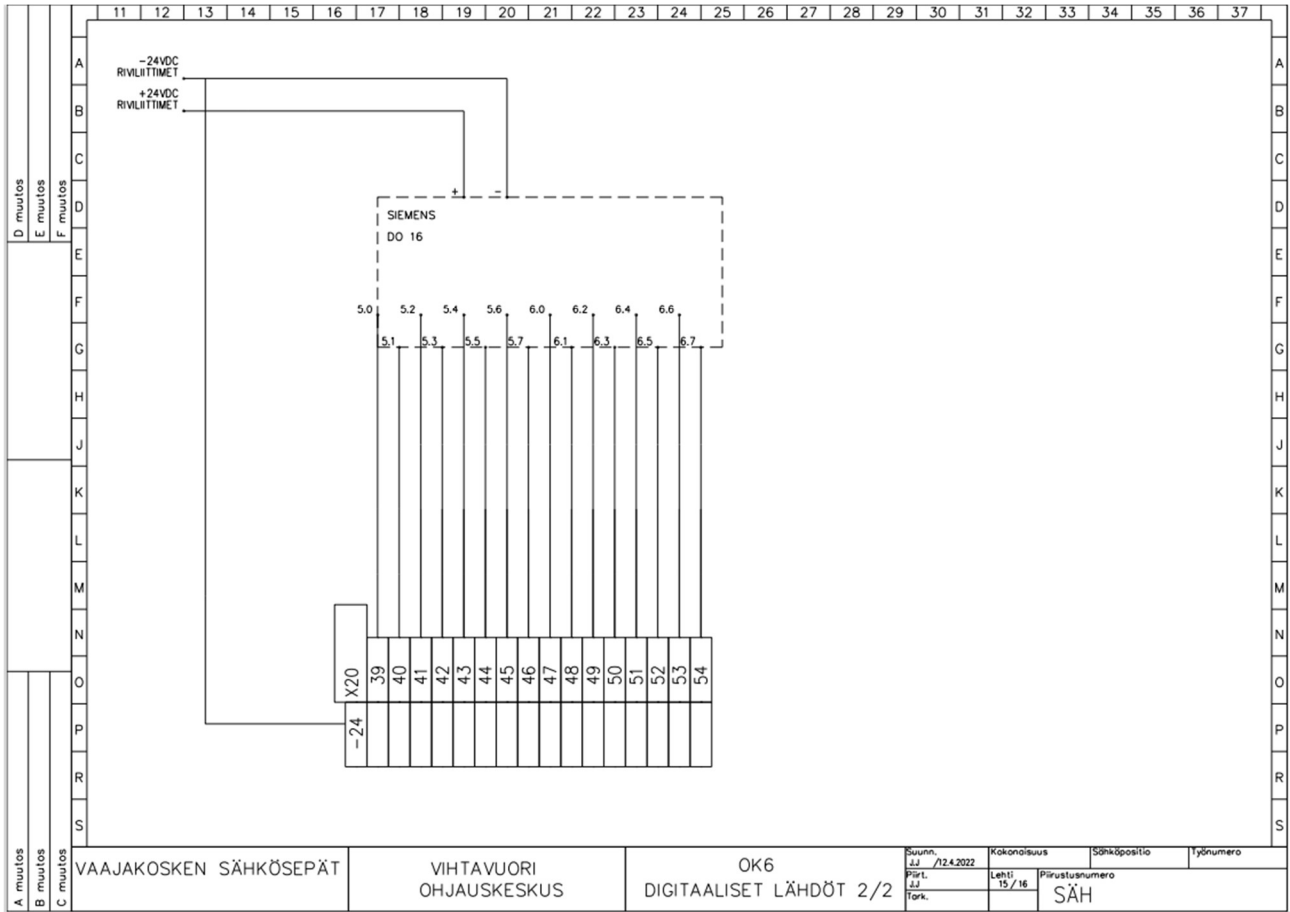 11 12 13 14 15 16 17 18 19 20 21 22 23 24 25 26 27 28 29 30 31 32 33 34 35 36 37
A A
-24VDC
RIVILIITTIMET
+24VDC
RIVILIITTIMET
B B
C C
D muutos
E muutos
F muutos
D D
+ -
SIEMENS
DO 16
E E
F F
5.0 5.2 5.4 5.6 6.0 6.2 6.4 6.6
5.1 5.3 5.5 5.7 6.1 6.3 6.5 6.7
G G
H H
J J
K K
L L
M M
N N
O O
X20 39 40 41 42 43 44 45 46 47 48 49 50 51 52 53 54
-24
P P
R R
S S
A muutos
B muutos
C muutos
VAAJAKOSKEN SÄHKÖSEPÄT
VIHTAVUORI
OHJAUSKESKUS
OK6
DIGITAALISET LÄHDÖT 2/2
Suunn. Kokonaisuus Sähköpositio Työnumero
J.J /12.4.2022
Piirt. Lehti Piirustusnumero
J.J 15/16 SÄH
Tark.